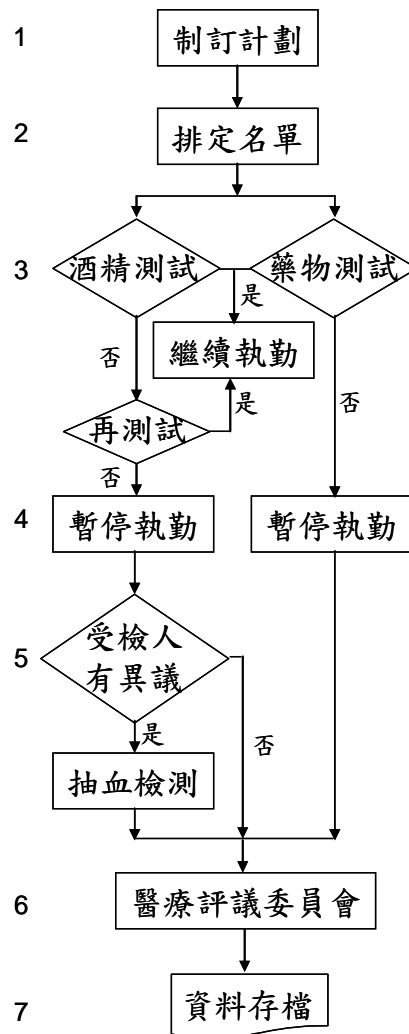 1
制訂計劃
2
排定名單
3
酒精測試
藥物測試
是
繼續執勤
否
是
否
再測試
否
4
暫停執勤
暫停執勤
5
受檢人
有異議
是
否
抽血檢測
6
醫療評議委員會
7
資料存檔